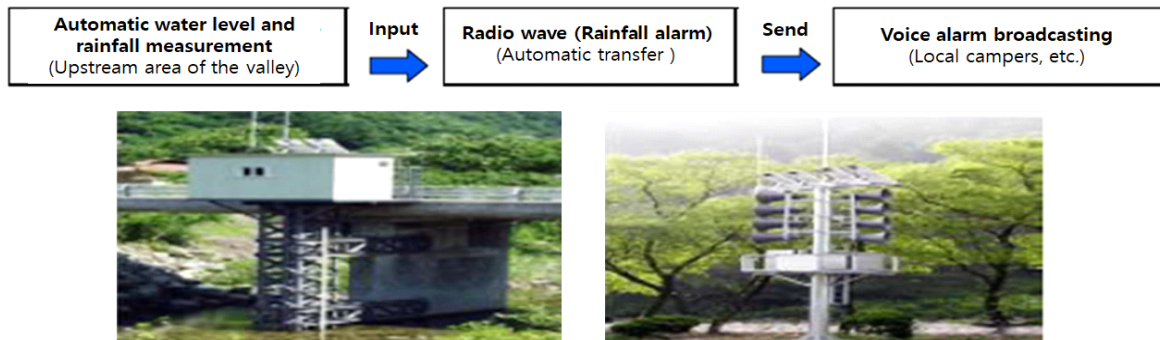 Automatic water level and
rainfall measurement
(Upstream area of the valley)
Input
Radio wave (Rainfall alarm)
(Automatic transfer )
Send
Voice alarm broadcasting
(Local campers, etc.)